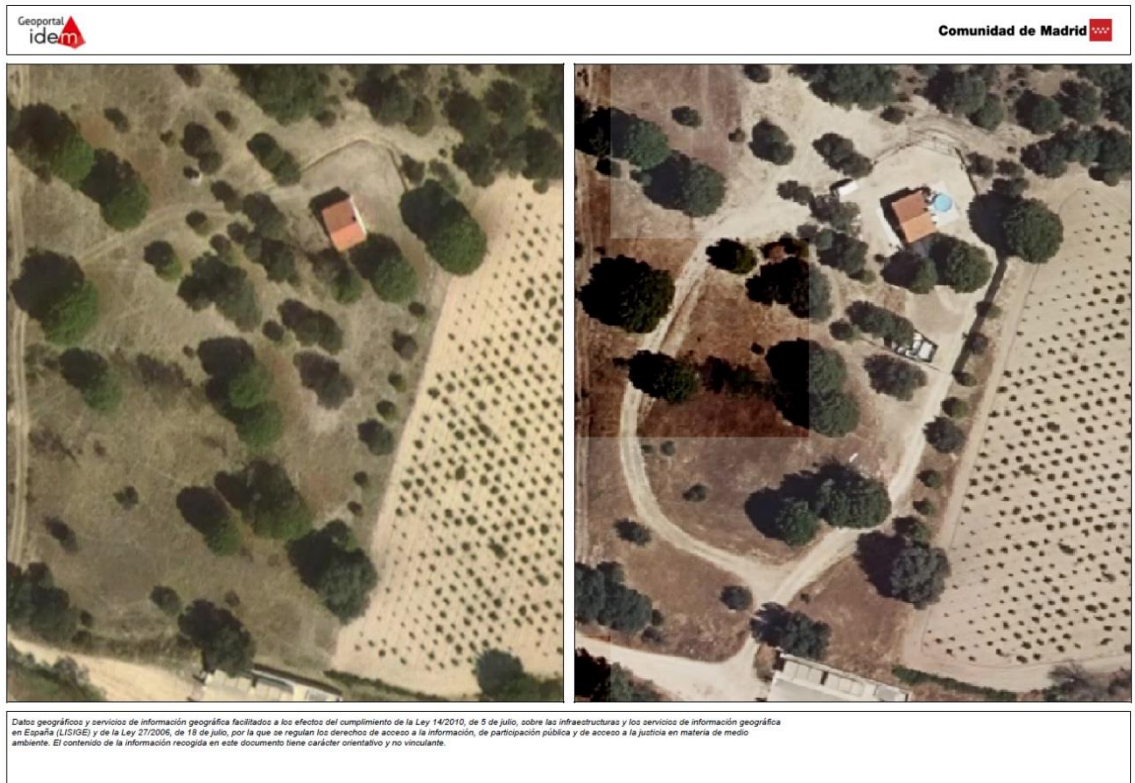 Geoportal
idem
Comunidad de Madrid
Datos geográficos y servicios de información geográfica facilitados a los efectos del cumplimiento de la Ley 14/2010, de 5 de julio, sobre las infraestructuras y los servicios de información geográfica
en España (LISIGE) y de la Ley 27/2006, de 18 de julio, por la que se regulan los derechos de acceso a la información, de participación pública y de acceso a la justicia en materia de medio
ambiente. El contenido de la información recogida en este documento tiene carácter orientativo y no vinculante.